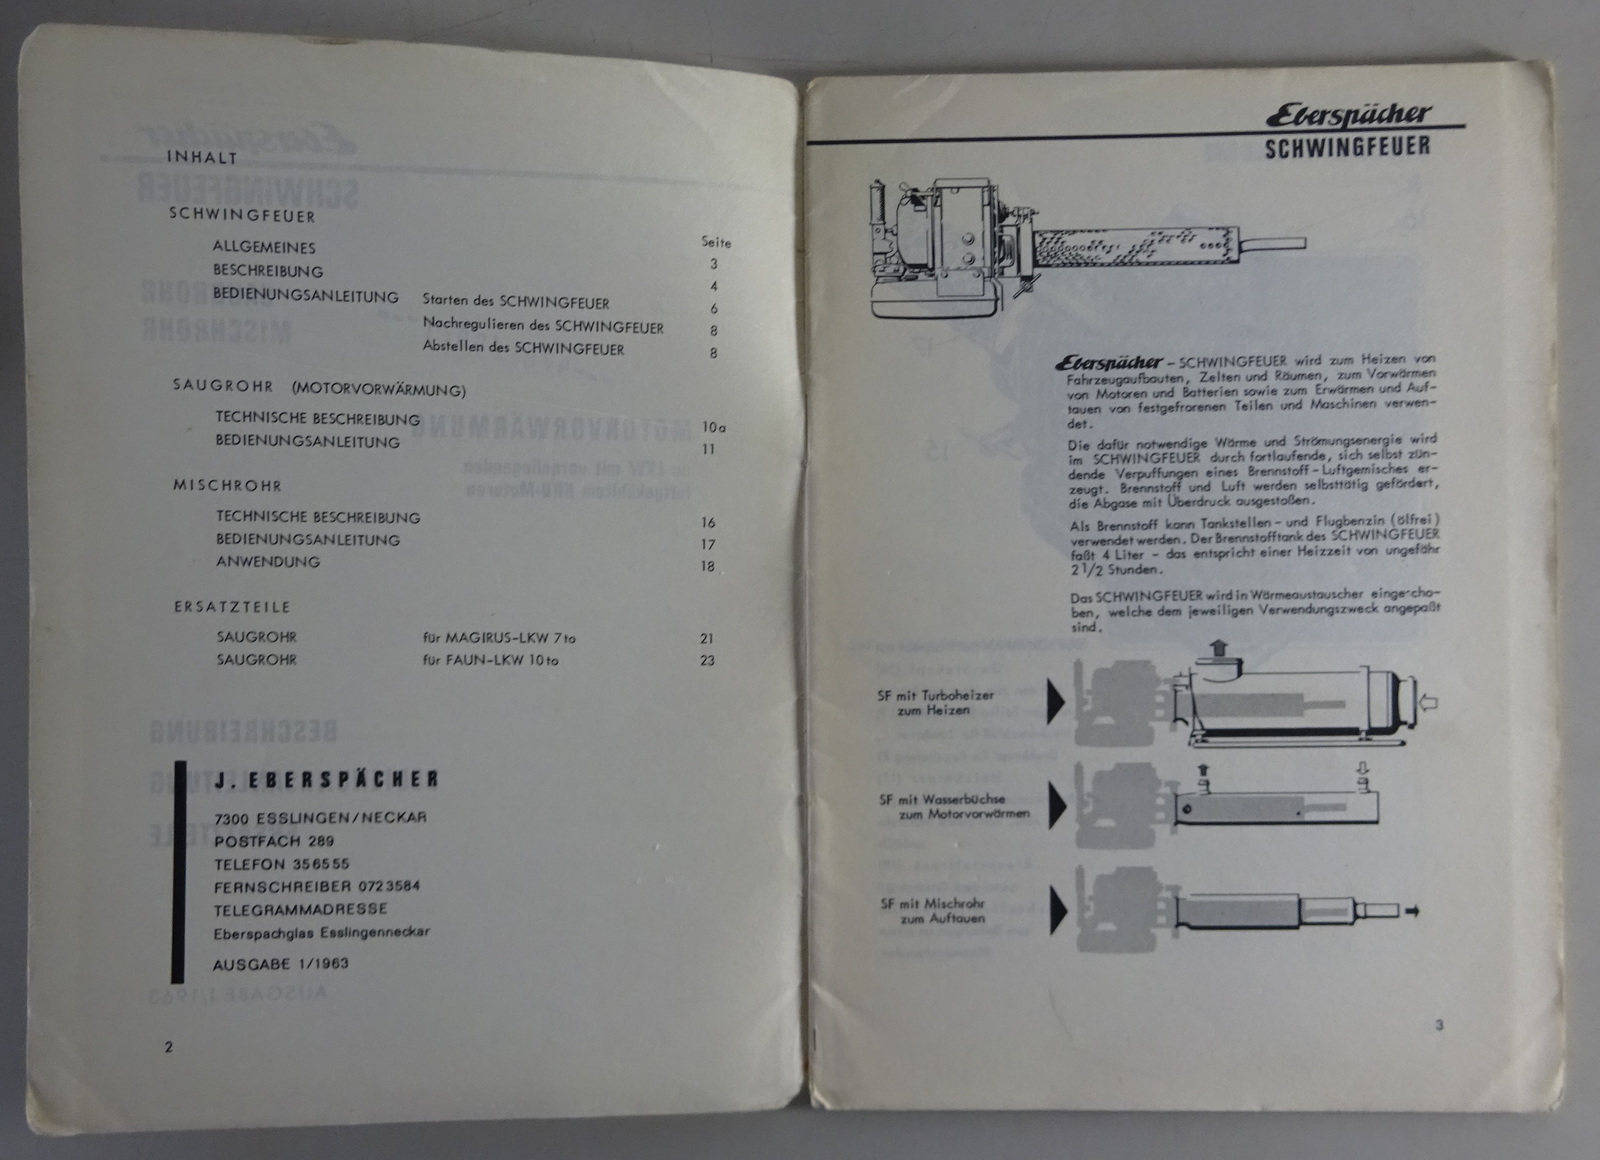 INHALT
SCHWINGFEUER
Seite
ALLGEMEINES 3
BESCHREIBUNG 4
BEDIENUNGSANLEITUNG Starten des SCHWINGFEUER 6
Nachregulieren des SCHWINGFEUER 8
Abstellen des SCHWINGFEUER 8
SAUGROHR (MOTORVORWÄRMUNG)
TECHNISCHE BESCHREIBUNG 10a
BEDIENUNGSANLEITUNG 11
MISCHROHR
TECHNISCHE BESCHREIBUNG 16
BEDIENUNGSANLEITUNG 17
ANWENDUNG 18
ERSATZTEILE
SAUGROHR für MAGIRUS-LKW 7to 21
SAUGROHR für FAUN-LKW 10to 23
J. EBERSPÄCHER
7300 ESSLINGEN/NECKAR
POSTFACH 289
TELEFON 356555
FERNSCHREIBER 0723584
TELEGRAMMADRESSE
Eberspachglas Esslingenneckar
AUSGABE 1/1963
2
Eberspächer
SCHWINGFEUER
Eberspächer - SCHWINGFEUER wird zum Heizen von
Fahrzeugaufbauten, Zelten und Räumen, zum Vorwärmen
von Motoren und Batterien sowie zum Erwärmen und Auf-
tauen von festgefrorenen Teilen und Maschinen verwen-
det.
Die dafür notwendige Wärme und Strömungsenergie wird
im SCHWINGFEUER durch fortlaufende, sich selbst zün-
dende Verpuffungen eines Brennstoff-Luftgemisches er-
zeugt. Brennstoff und Luft werden selbsttätig gefördert,
die Abgase mit Überdruck ausgestoßen.
Als Brennstoff kann Tankstellen- und Flugbenzin (ölfrei)
verwendet werden. Der Brennstofftank des SCHWINGFEUER
faßt 4 Liter - das entspricht einer Heizzeit von ungefähr
2 1/2 Stunden.
Das SCHWINGFEUER wird in Wärmeaustauscher eingescho-
ben, welche dem jeweiligen Verwendungszweck angepaßt
sind.
SF mit Turboheizer
zum Heizen
SF mit Wasserbüchse
zum Motorvorwärmen
SF mit Mischrohr
zum Auftauen
3